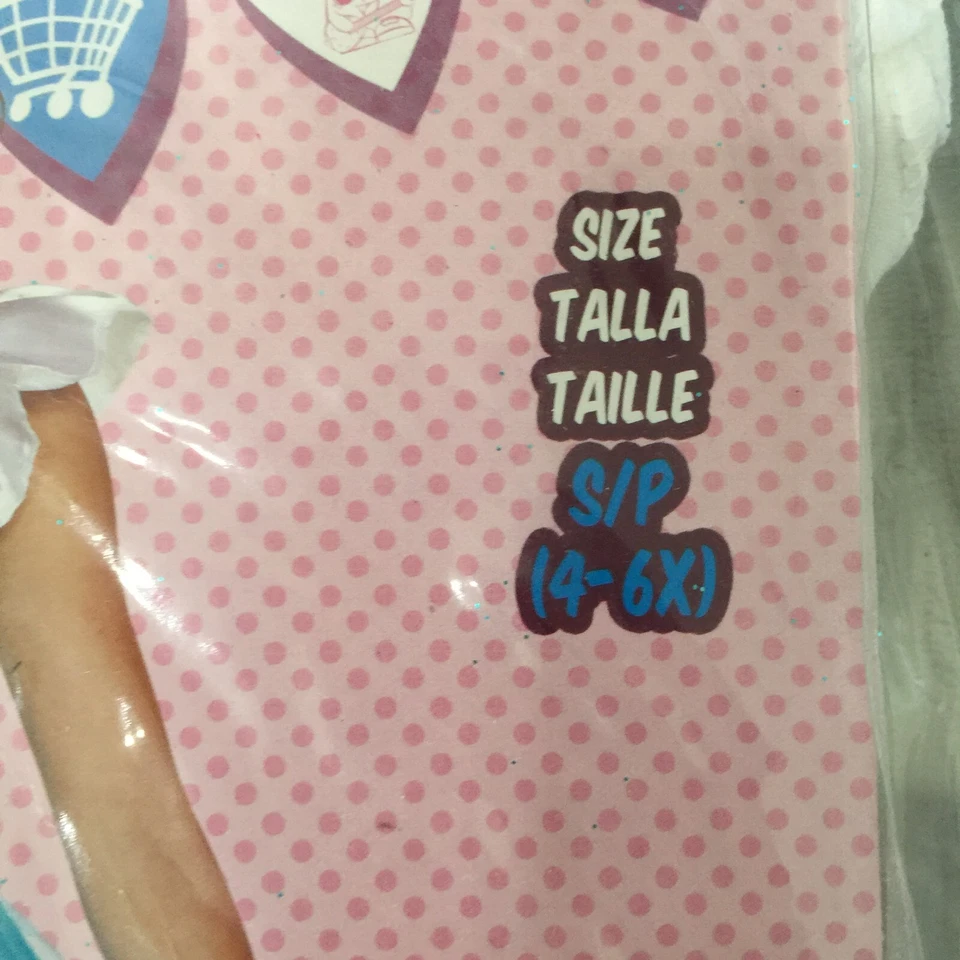 SIZE
TALLA
TAILLE
S/P
(4-6X)